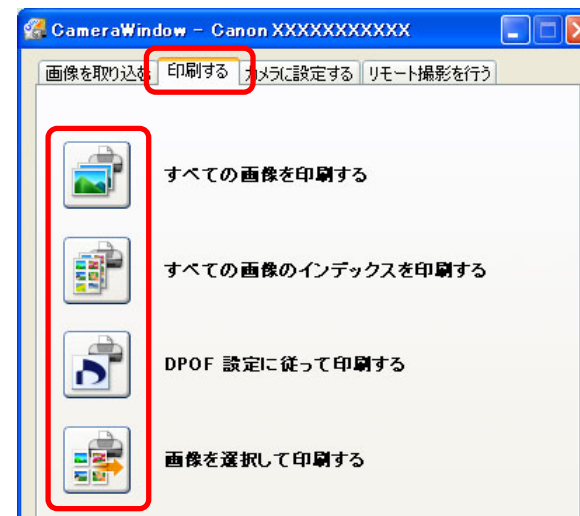 CameraWindow - Canon XXXXXXXXXXX
画像を取り込む 印刷する カメラに設定する リモート撮影を行う
すべての画像を印刷する
すべての画像のインデックスを印刷する
DPOF 設定に従って印刷する
画像を選択して印刷する